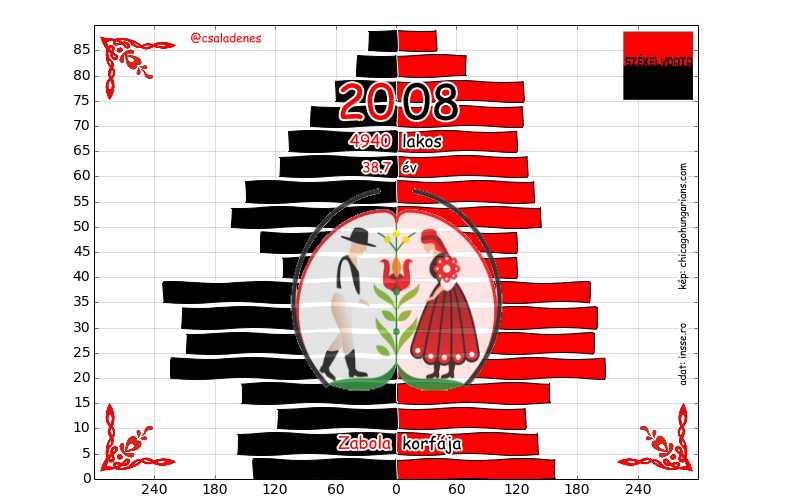 @csaladenes
SZÉKELYDATA
2008
4940 lakos
38.7 év
Zabola korfája
kép: chicagohungarians.com
adat: insse.ro
85
80
75
70
65
60
55
50
45
40
35
30
25
20
15
10
5
0
240 180 120 60 0 60 120 180 240